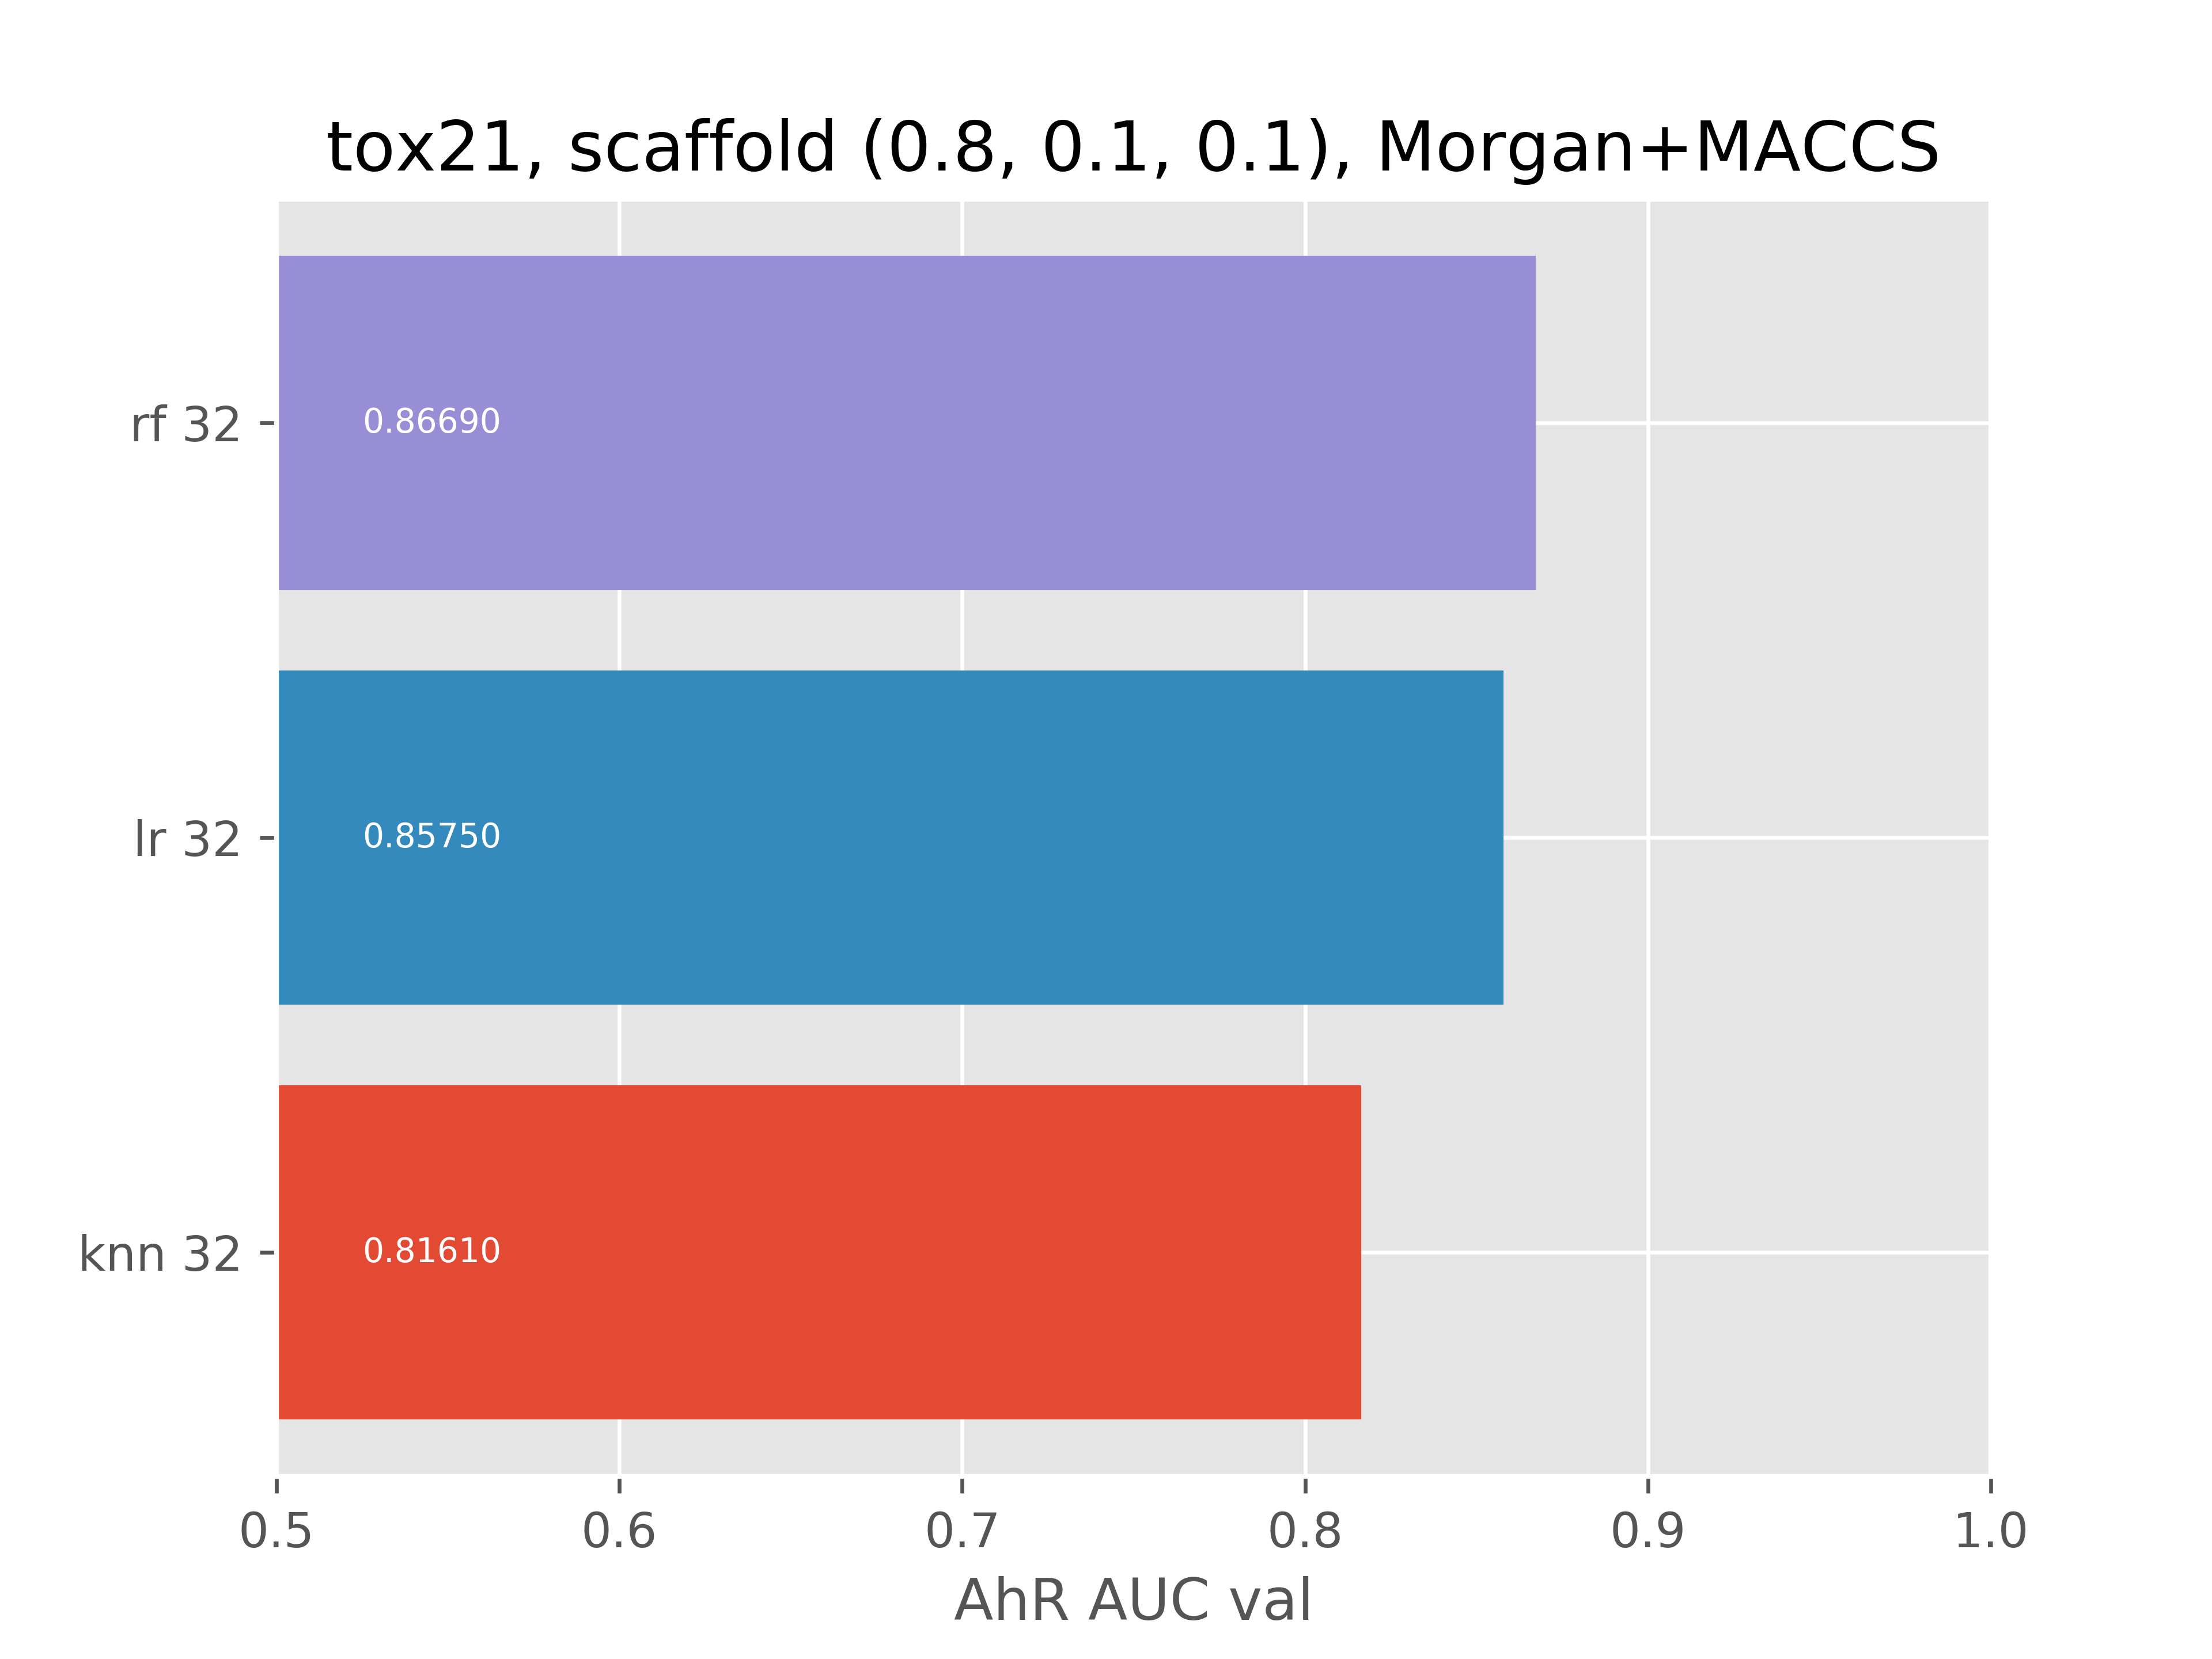 tox21, scaffold (0.8, 0.1, 0.1), Morgan+MACCS
rf 32
0.86690
lr 32
0.85750
knn 32
0.81610
0.5 0.6 0.7 0.8 0.9 1.0
AhR AUC val